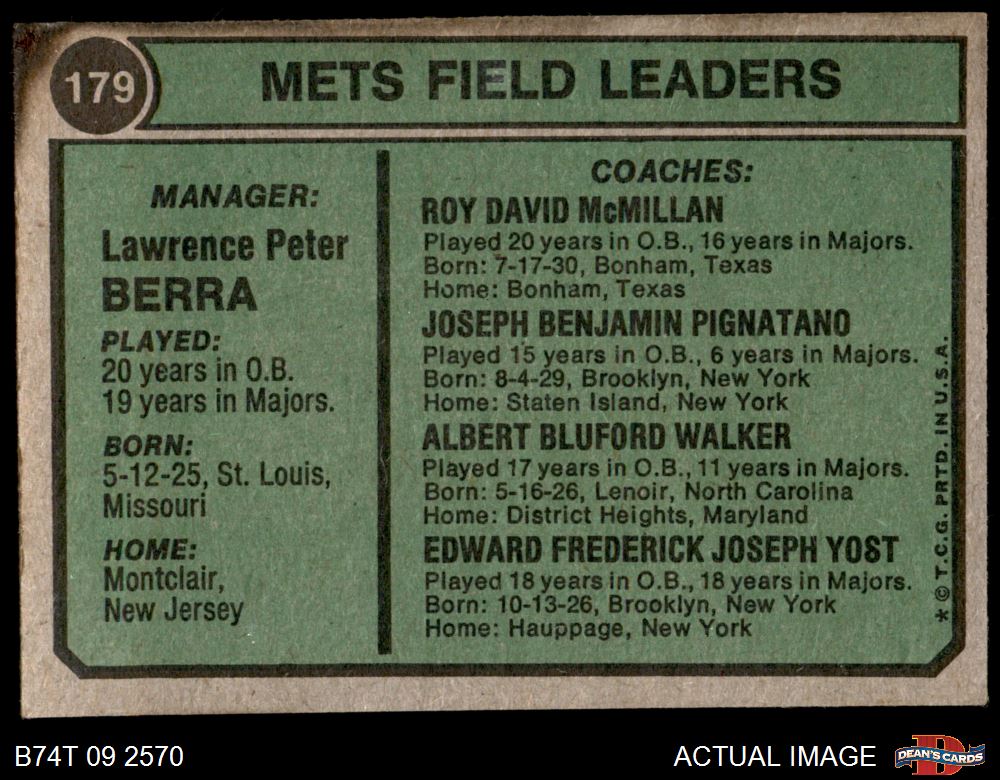 179
METS FIELD LEADERS
MANAGER:
Lawrence Peter
BERRA
PLAYED:
20 years in O.B.
19 years in Majors.
BORN:
5-12-25, St. Louis,
Missouri
HOME:
Montclair,
New Jersey
COACHES:
ROY DAVID McMILLAN
Played 20 years in O.B., 16 years in Majors.
Born: 7-17-30, Bonham, Texas
Home: Bonham, Texas
JOSEPH BENJAMIN PIGNATANO
Played 15 years in O.B., 6 years in Majors.
Born: 8-4-29, Brooklyn, New York
Home: Staten Island, New York
ALBERT BLUFORD WALKER
Played 17 years in O.B., 11 years in Majors.
Born: 5-16-26, Lenoir, North Carolina
Home: District Heights, Maryland
EDWARD FREDERICK JOSEPH YOST
Played 18 years in O.B., 18 years in Majors.
Born: 10-13-26, Brooklyn, New York
Home: Hauppage, New York
* © T.C.G. PRTD. IN U.S.A.
B74T 09 2570
ACTUAL IMAGE
D
DEAN'S CARDS